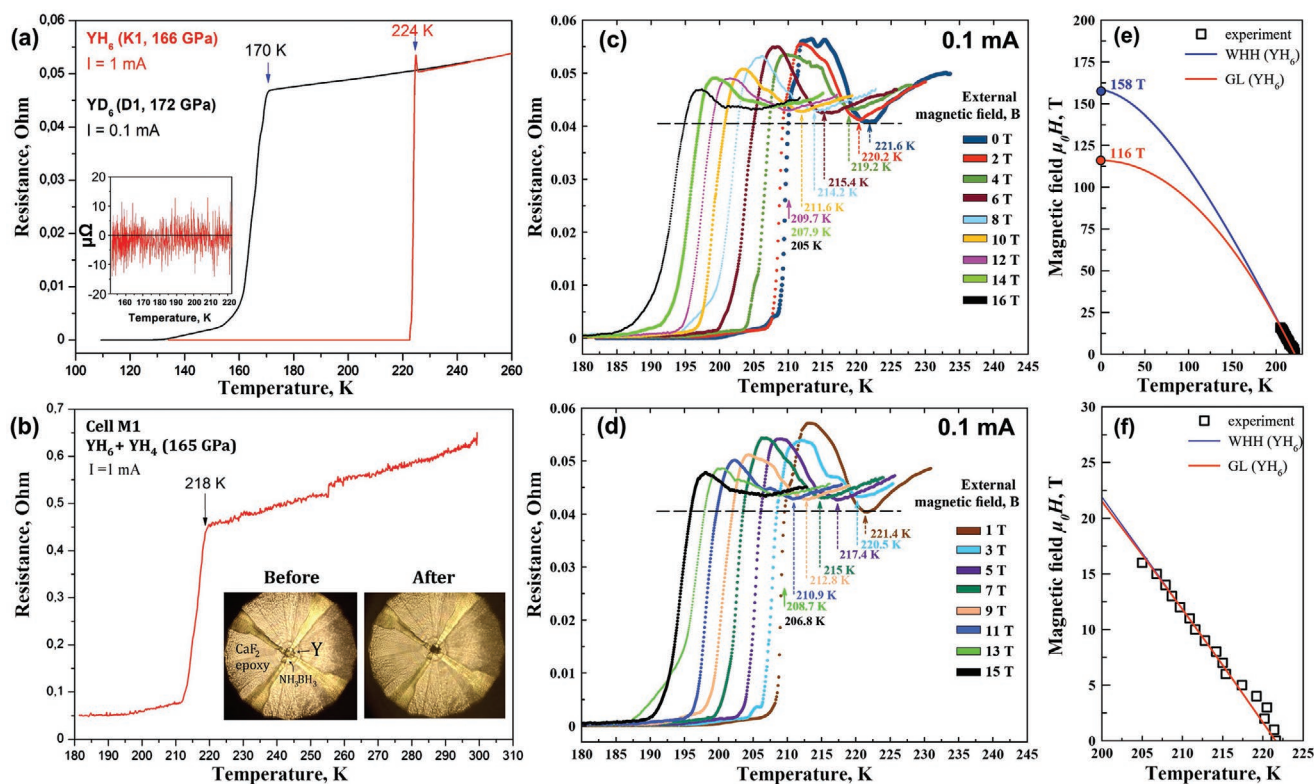 (a)
YH6 (K1, 166 GPa)
I = 1 mA
YD6 (D1, 172 GPa)
I = 0.1 mA
170 K
224 K
Resistance, Ohm
0,06
0,05
0,04
0,03
0,02
0,01
0
µΩ
20
10
0
-10
-20
160 170 180 190 200 210 220
Temperature, K
100 120 140 160 180 200 220 240 260
Temperature, K
(b)
Cell M1
YH6 + YH4 (165 GPa)
I =1 mA
218 K
Resistance, Ohm
0,7
0,6
0,5
0,4
0,3
0,2
0,1
0
Before
After
CaF2
epoxy
Y
NH3BH3
180 190 200 210 220 230 240 250 260 270 280 290 300 310
Temperature, K
(c)
0.1 mA
Resistance, Ohm
0.06
0.05
0.04
0.03
0.02
0.01
0
External
magnetic field, B
0 T
2 T
4 T
6 T
8 T
10 T
12 T
14 T
16 T
221.6 K
220.2 K
219.2 K
215.4 K
214.2 K
211.6 K
209.7 K
207.9 K
205 K
180 185 190 195 200 205 210 215 220 225 230 235 240
Temperature, K
(d)
0.1 mA
Resistance, Ohm
0.06
0.05
0.04
0.03
0.02
0.01
0
External
magnetic field, B
1 T
3 T
5 T
7 T
9 T
11 T
13 T
15 T
221.4 K
220.5 K
217.4 K
215 K
212.8 K
210.9 K
208.7 K
206.8 K
180 185 190 195 200 205 210 215 220 225 230 235 240
Temperature, K
(e)
experiment
WHH (YH6)
GL (YH6)
158 T
116 T
Magnetic field µ0H, T
200
175
150
125
100
75
50
25
0
0 50 100 150 200
Temperature, K
(f)
experiment
WHH (YH6)
GL (YH6)
Magnetic field µ0H, T
30
25
20
15
10
5
0
200 205 210 215 220 225
Temperature, K